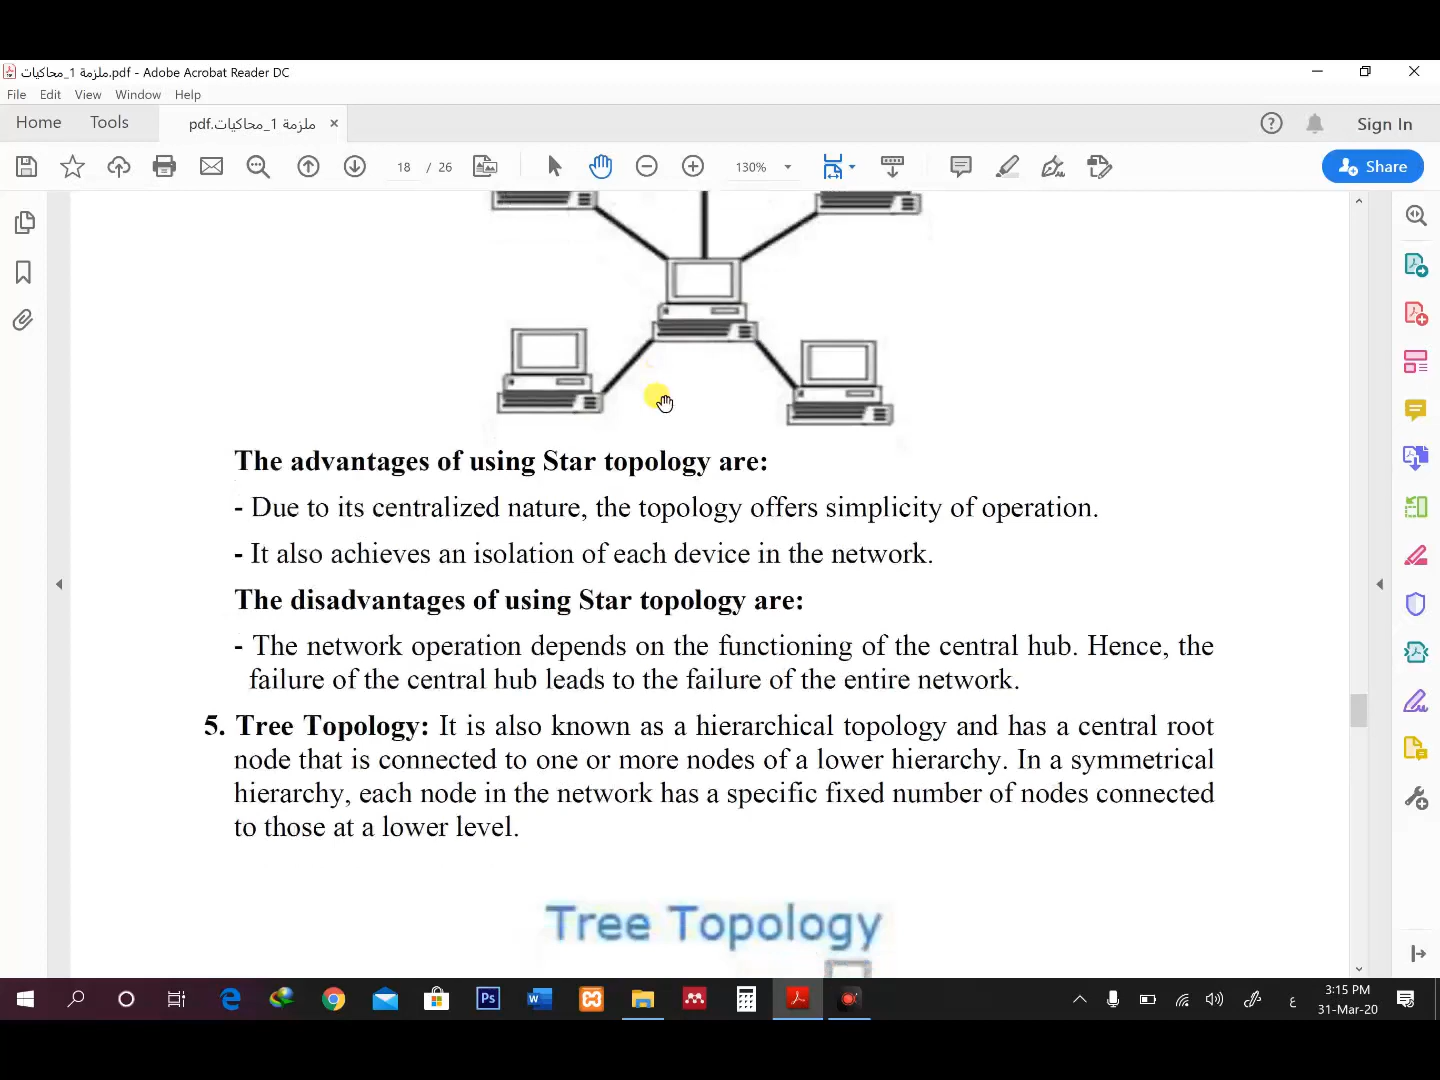 ملزمة 1_محاكيات.pdf - Adobe Acrobat Reader DC
File Edit View Window Help
Home Tools ملزمة 1_محاكيات.pdf × Sign In
18 / 26 130% Share
The advantages of using Star topology are:
- Due to its centralized nature, the topology offers simplicity of operation.
- It also achieves an isolation of each device in the network.
The disadvantages of using Star topology are:
- The network operation depends on the functioning of the central hub. Hence, the
failure of the central hub leads to the failure of the entire network.
5. Tree Topology: It is also known as a hierarchical topology and has a central root
node that is connected to one or more nodes of a lower hierarchy. In a symmetrical
hierarchy, each node in the network has a specific fixed number of nodes connected
to those at a lower level.
Tree Topology
Ps
ع
3:15 PM
31-Mar-20